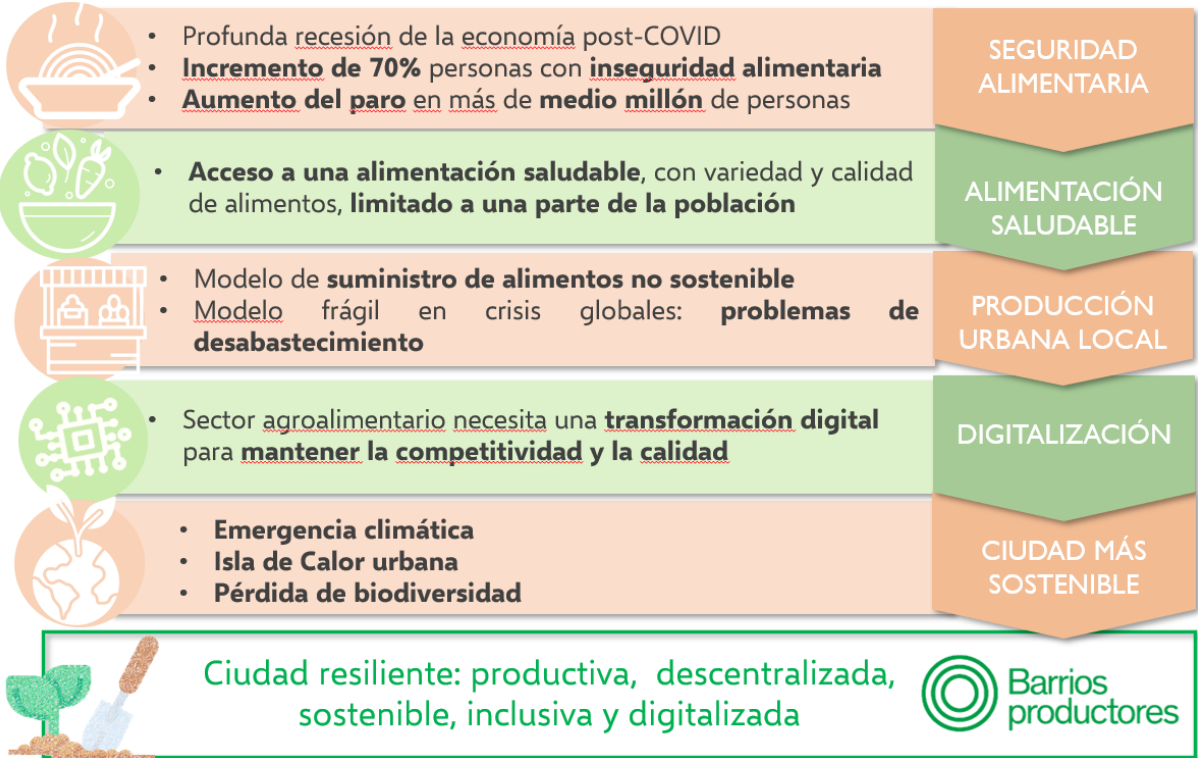 • Profunda recesión de la economía post-COVID
• Incremento de 70% personas con inseguridad alimentaria
• Aumento del paro en más de medio millón de personas
SEGURIDAD
ALIMENTARIA
• Acceso a una alimentación saludable, con variedad y calidad
de alimentos, limitado a una parte de la población
ALIMENTACIÓN
SALUDABLE
• Modelo de suministro de alimentos no sostenible
• Modelo frágil en crisis globales: problemas de
desabastecimiento
PRODUCCIÓN
URBANA LOCAL
• Sector agroalimentario necesita una transformación digital
para mantener la competitividad y la calidad
DIGITALIZACIÓN
• Emergencia climática
• Isla de Calor urbana
• Pérdida de biodiversidad
CIUDAD MÁS
SOSTENIBLE
Ciudad resiliente: productiva, descentralizada,
sostenible, inclusiva y digitalizada
Barrios
productores